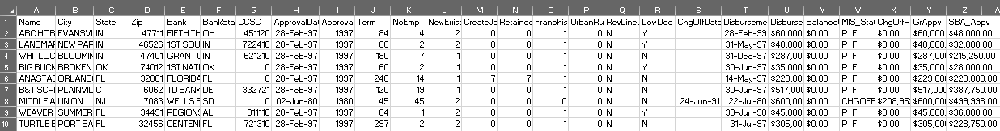 A B C D E F G H I J K L M N O P Q R S T U V W X Y Z A
1 Name City State Zip Bank BankSta CCSC ApprovalDat Approval Term NoEmp NewExist CreateJo Retained Franchis UrbanRu RevLineC LowDoc ChgOffDate Disburseme Disburse Balance MIS_Stat ChgOffP GrAppv SBA_Appv
2 ABC HOB EVANSVI IN 47711 FIFTH TH OH 451120 28-Feb-97 1997 84 4 2 0 0 1 0 N Y 28-Feb-99 $60,000. $0.00 P I F $0.00 $60,000. $48,000.00
3 LANDMAR NEW PAR IN 46526 1ST SOU IN 722410 28-Feb-97 1997 60 2 2 0 0 1 0 N Y 31-May-97 $40,000. $0.00 P I F $0.00 $40,000. $32,000.00
4 WHITLOC BLOOMIN IN 47401 GRANT C IN 621210 28-Feb-97 1997 180 7 1 0 0 1 0 N N 31-Dec-97 $287,000 $0.00 P I F $0.00 $287,000 $215,250.00
5 BIG BUCK BROKEN OK 74012 1ST NATI OK 0 28-Feb-97 1997 60 2 1 0 0 1 0 N Y 30-Jun-97 $35,000. $0.00 P I F $0.00 $35,000. $28,000.00
6 ANASTAS ORLAND FL 32801 FLORIDA FL 0 28-Feb-97 1997 240 14 1 7 7 1 0 N N 14-May-97 $229,000 $0.00 P I F $0.00 $229,000 $229,000.00
7 B&T SCRI PLAINVIL CT 6062 TD BANK DE 332721 28-Feb-97 1997 120 19 1 0 0 1 0 N N 30-Jun-97 $517,000 $0.00 P I F $0.00 $517,000 $387,750.00
8 MIDDLE A UNION NJ 7083 WELLS F SD 0 02-Jun-80 1980 45 45 2 0 0 0 0 N N 24-Jun-91 22-Jul-80 $600,000 $0.00 CHGOFF $208,95 $600,000 $499,998.00
9 WEAVER SUMMER FL 34491 REGIONS AL 811118 28-Feb-97 1997 84 1 2 0 0 1 0 N Y 30-Jun-98 $45,000. $0.00 P I F $0.00 $45,000. $36,000.00
10 TURTLE B PORT SA FL 32456 CENTENI FL 721310 28-Feb-97 1997 297 2 2 0 0 1 0 N N 31-Jul-97 $305,000 $0.00 P I F $0.00 $305,000 $228,750.00